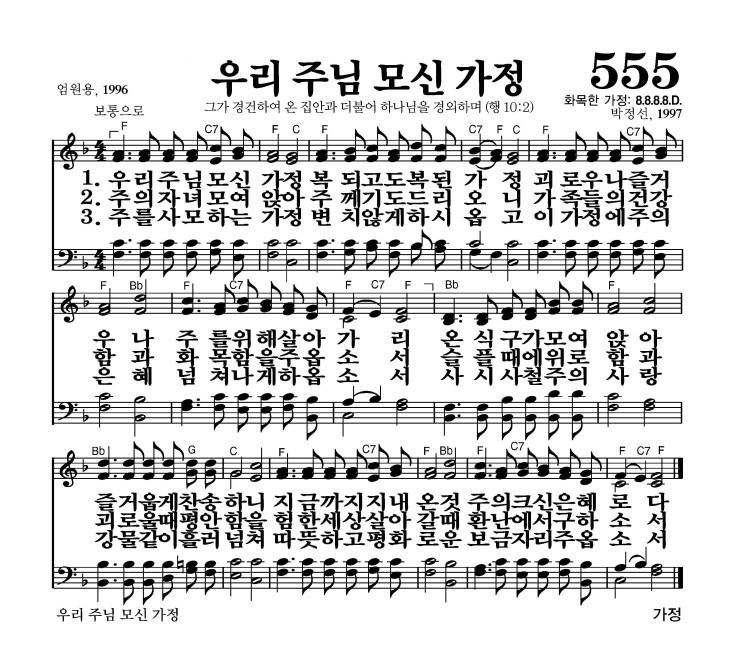 우리 주님 모신 가정
555
엄원용, 1996
그가 경건하여 온 집안과 더불어 하나님을 경외하며 (행 10:2)
화목한 가정: 8.8.8.8.D.
보통으로
박정선, 1997
F C7 F C F C7 F C F C7
1. 우리주님모신 가정복 되고도복된 가 정 괴 로우나즐거
2. 주의자녀모여 앉아주 께기도드리 오 니 가 족들의건강
3. 주를사모하는 가정변 치않게하시 옵 고 이 가정에주의
F Bb F C7 F C7 F Bb F
우 나 주 를위해살아 가 리 온 식구가모여 앉 아
함 과 화 목함을주옵 소 서 슬 플때에위로 함 과
은 혜 넘 쳐나게하옵 소 서 사 시사철주의 사 랑
Bb F G C F C7 F Bb F C7 F C7 F
즐거웁게찬송하니 지금까지지내 온것 주의크신은혜 로 다
괴로울때평안함을 험한세상살아 갈때 환난에서구하 소 서
강물같이흘러넘쳐 따뜻하고평화 로운 보금자리주옵 소 서
우리 주님 모신 가정
가정